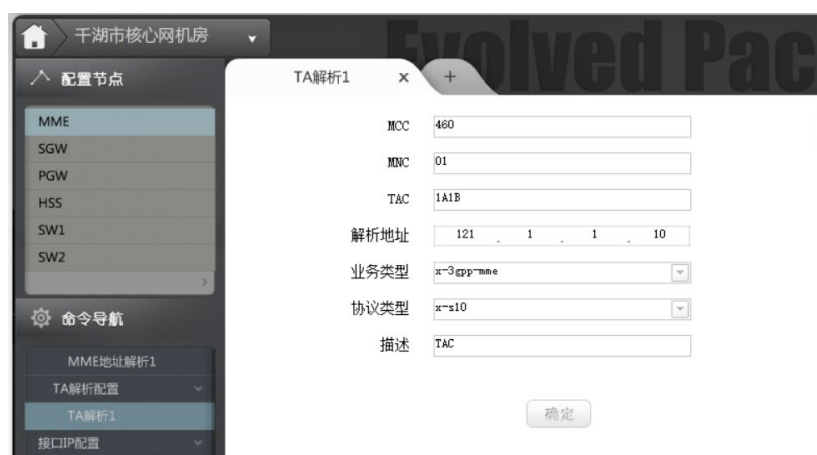 千湖市核心网机房
Evolved Pac
配置节点
MME
SGW
PGW
HSS
SW1
SW2
命令导航
MME地址解析1
TA解析配置
TA解析1
接口IP配置
TA解析1 x +
MCC 460
MNC 01
TAC 1A1B
解析地址 121 . 1 . 1 . 10
业务类型 x-3gpp-mme
协议类型 x-s10
描述 TAC
确定